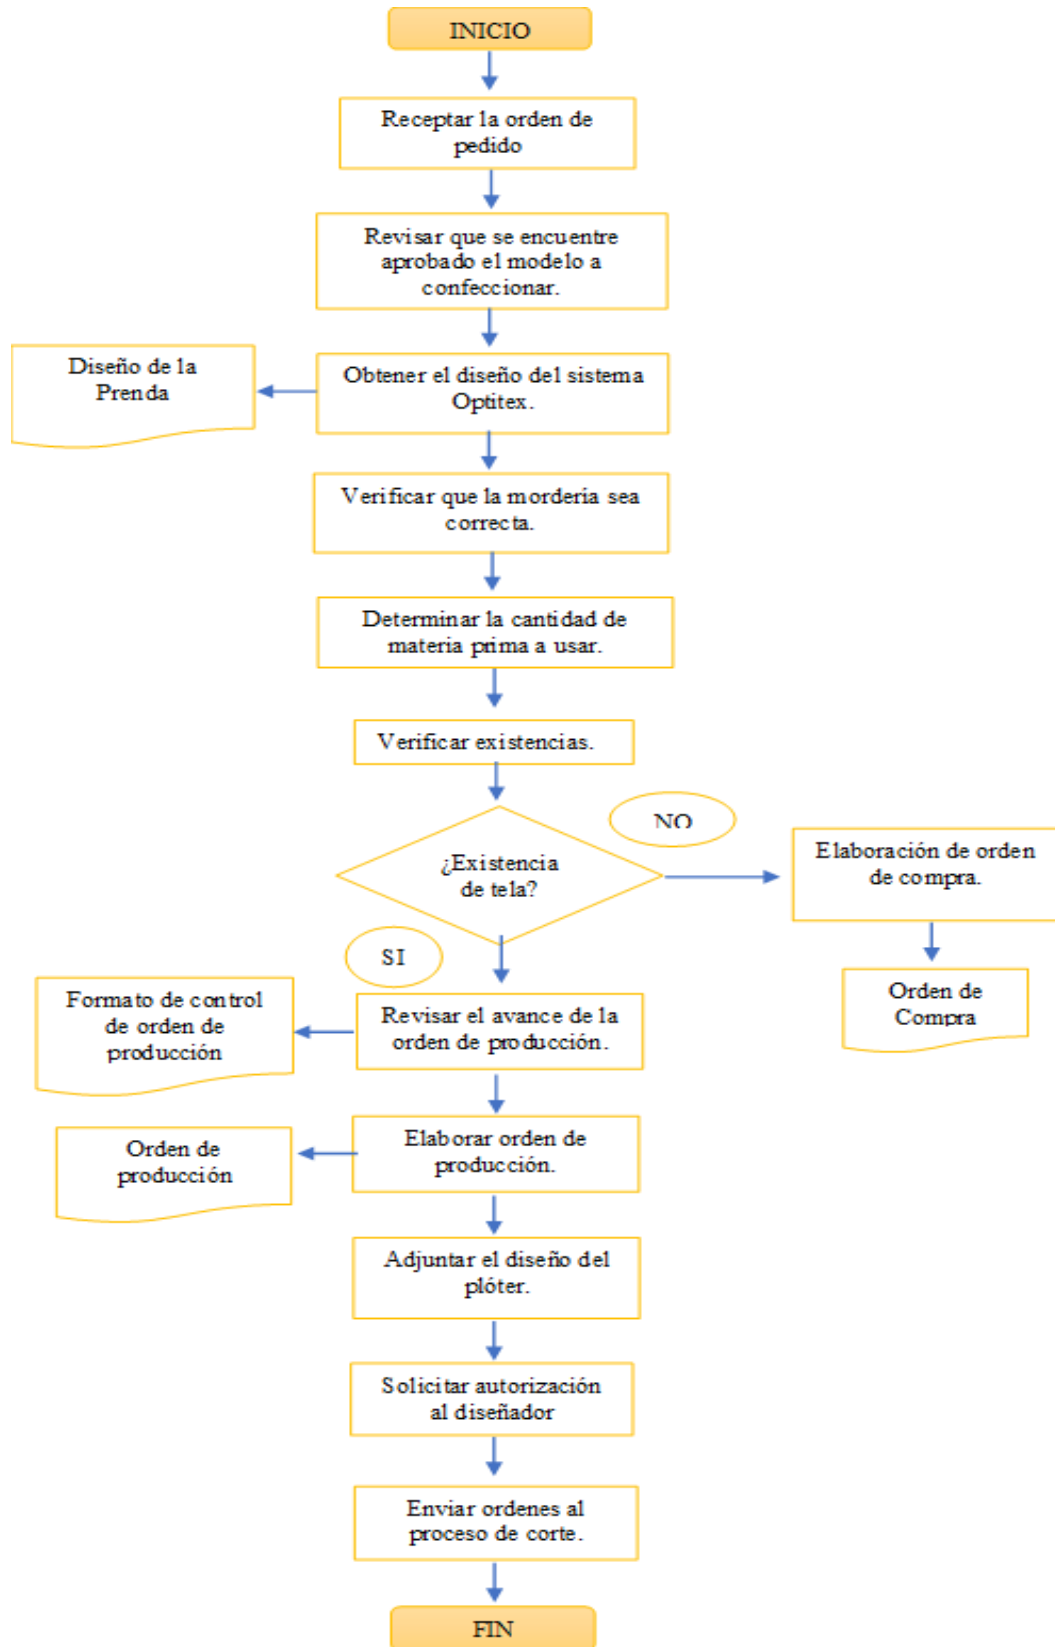 INICIO
Receptar la orden de
pedido
Revisar que se encuentre
aprobado el modelo a
confeccionar.
Diseño de la
Prenda
Obtener el diseño del sistema
Optitex.
Verificar que la mordería sea
correcta.
Determinar la cantidad de
materia prima a usar.
Verificar existencias.
¿Existencia
de tela?
NO
Elaboración de orden
de compra.
Orden de
Compra
SI
Formato de control
de orden de
producción
Revisar el avance de la
orden de producción.
Orden de
producción
Elaborar orden de
producción.
Adjuntar el diseño del
plóter.
Solicitar autorización
al diseñador
Enviar ordenes al
proceso de corte.
FIN